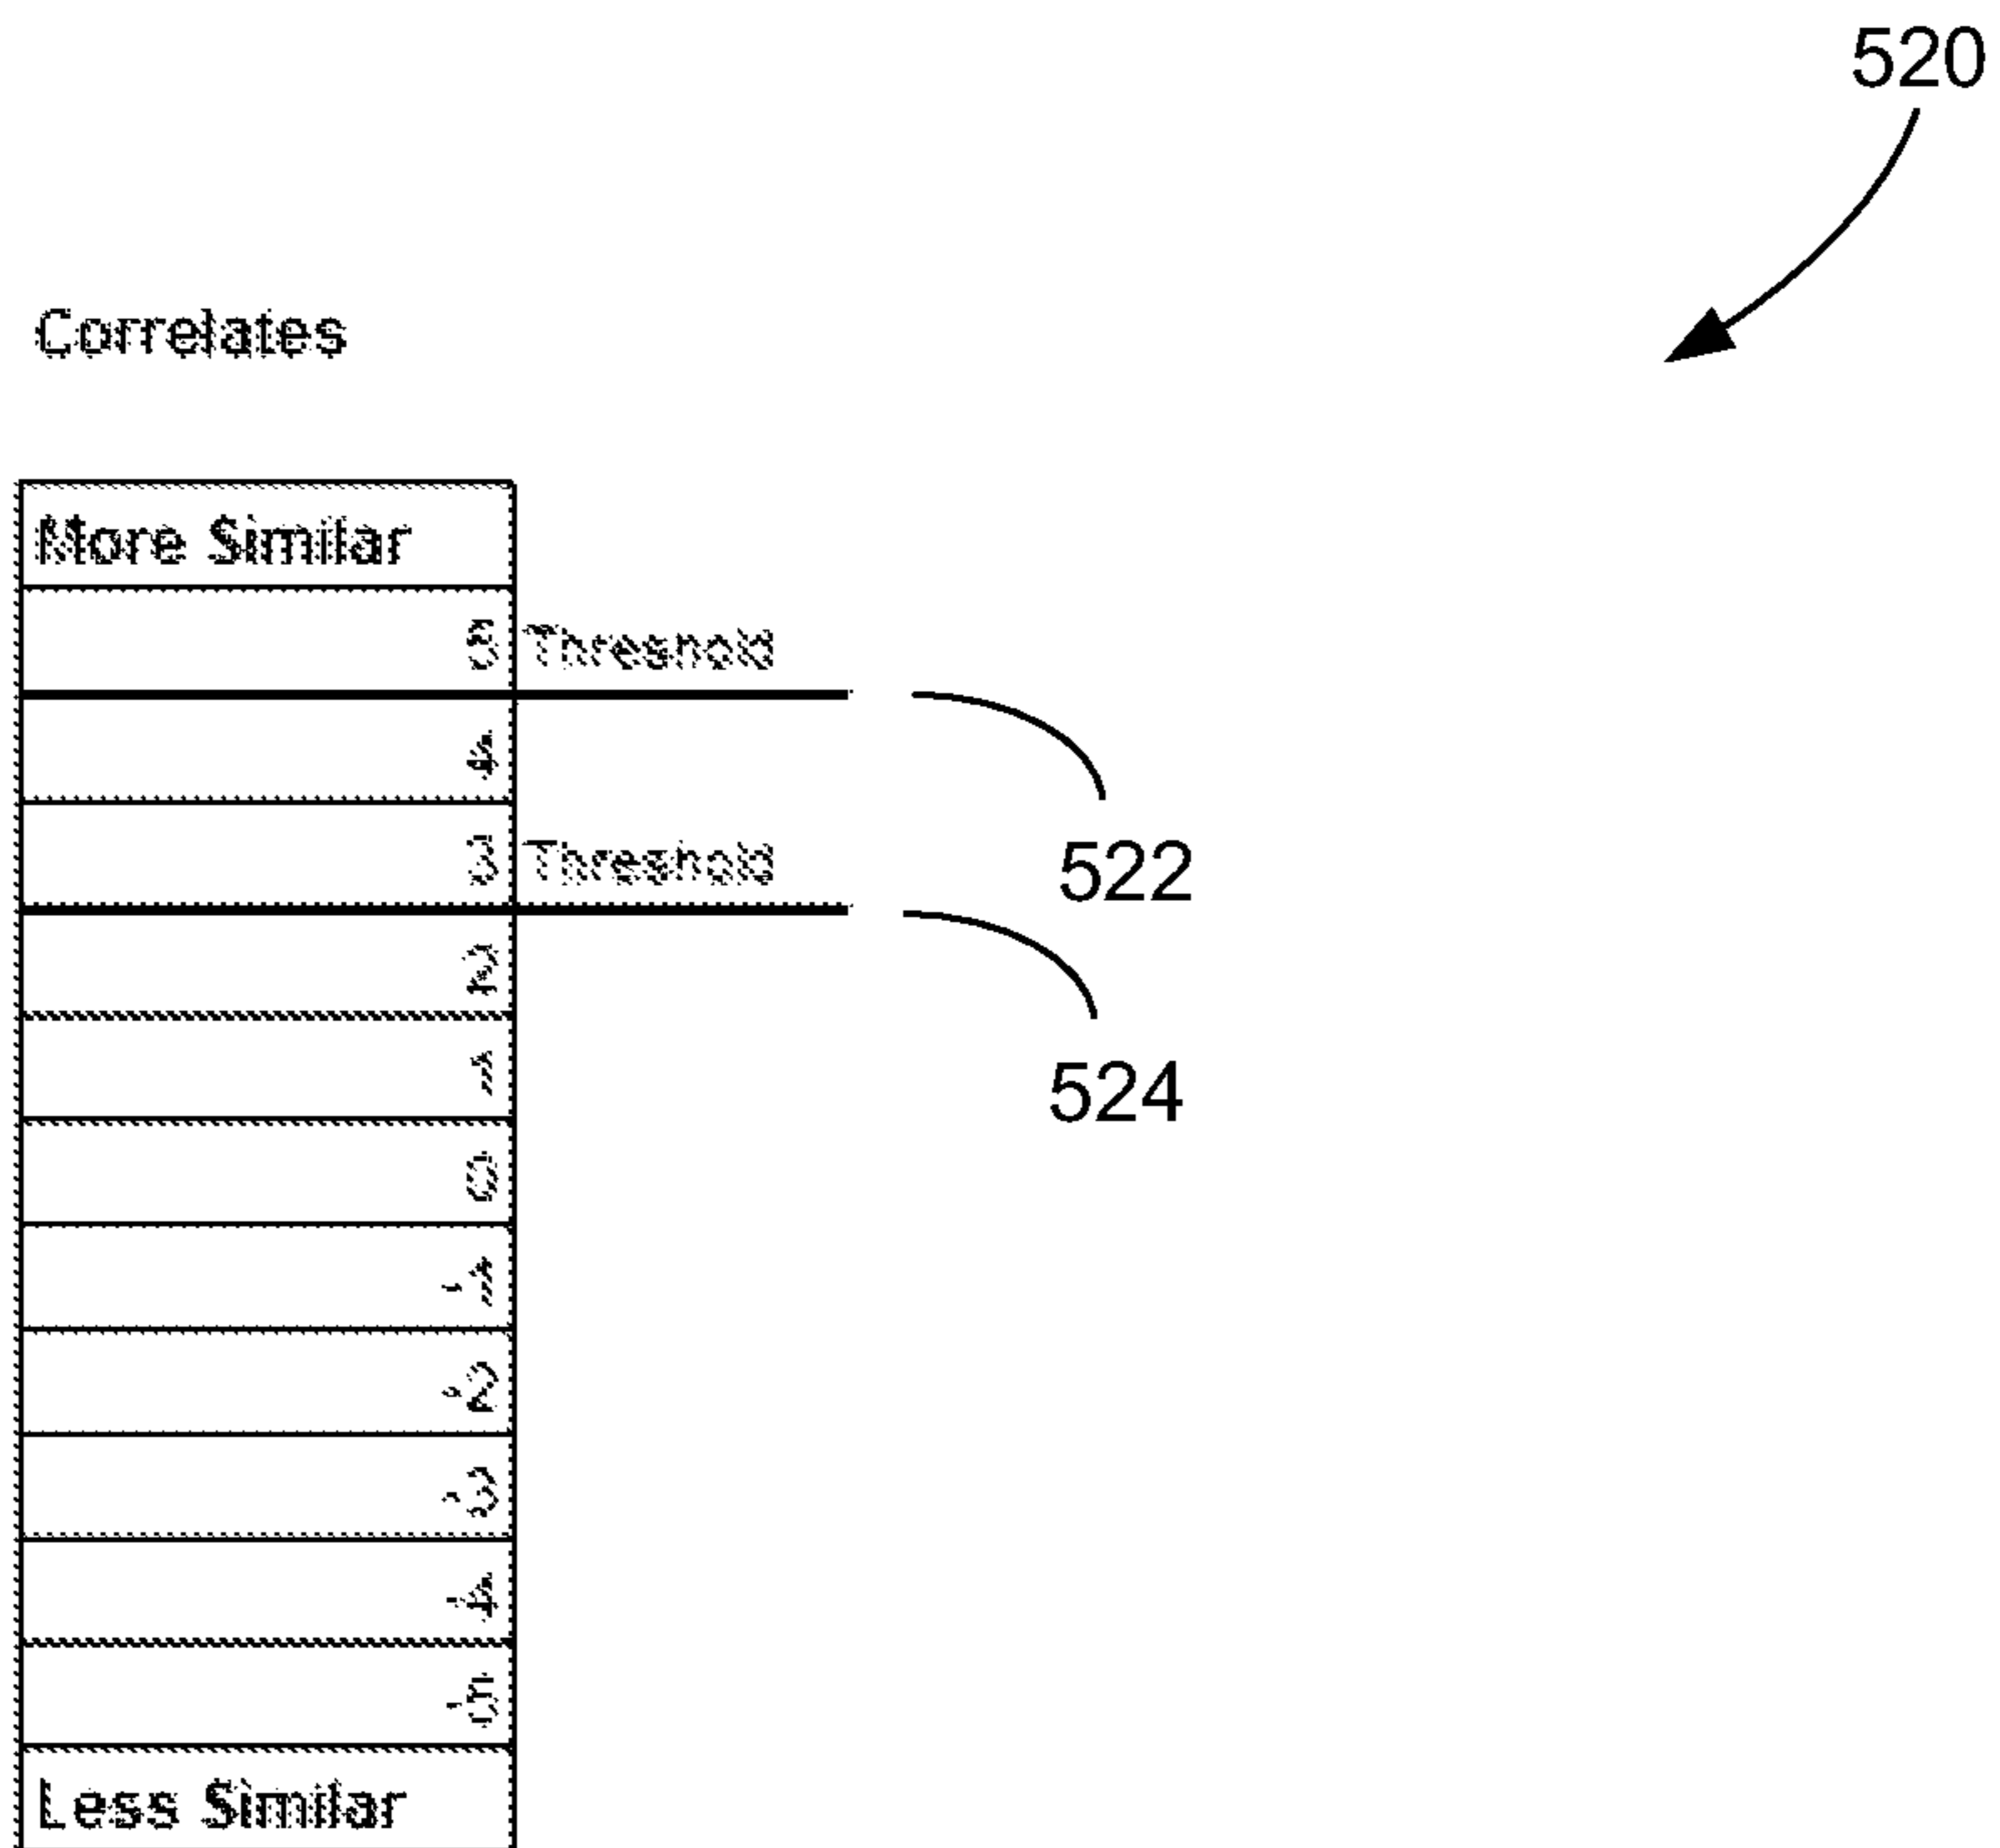 520
Correlates
More Similar
5 Threshold
4
3 Threshold
522
2
1
524
0
-1
-2
-3
-4
-5
Less Similar